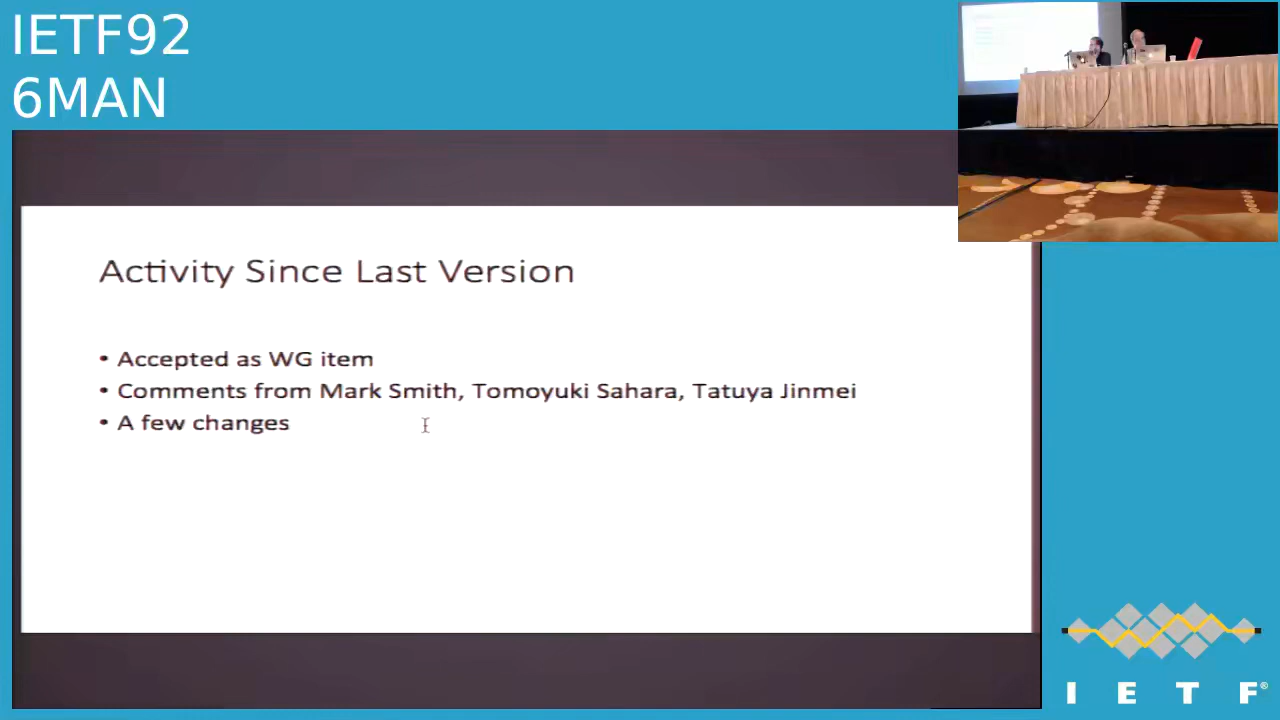 IETF92
6MAN
Activity Since Last Version
• Accepted as WG item
• Comments from Mark Smith, Tomoyuki Sahara, Tatuya Jinmei
• A few changes
I E T F®